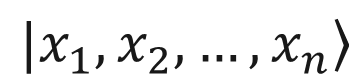 |x₁, x₂, ..., xₙ⟩